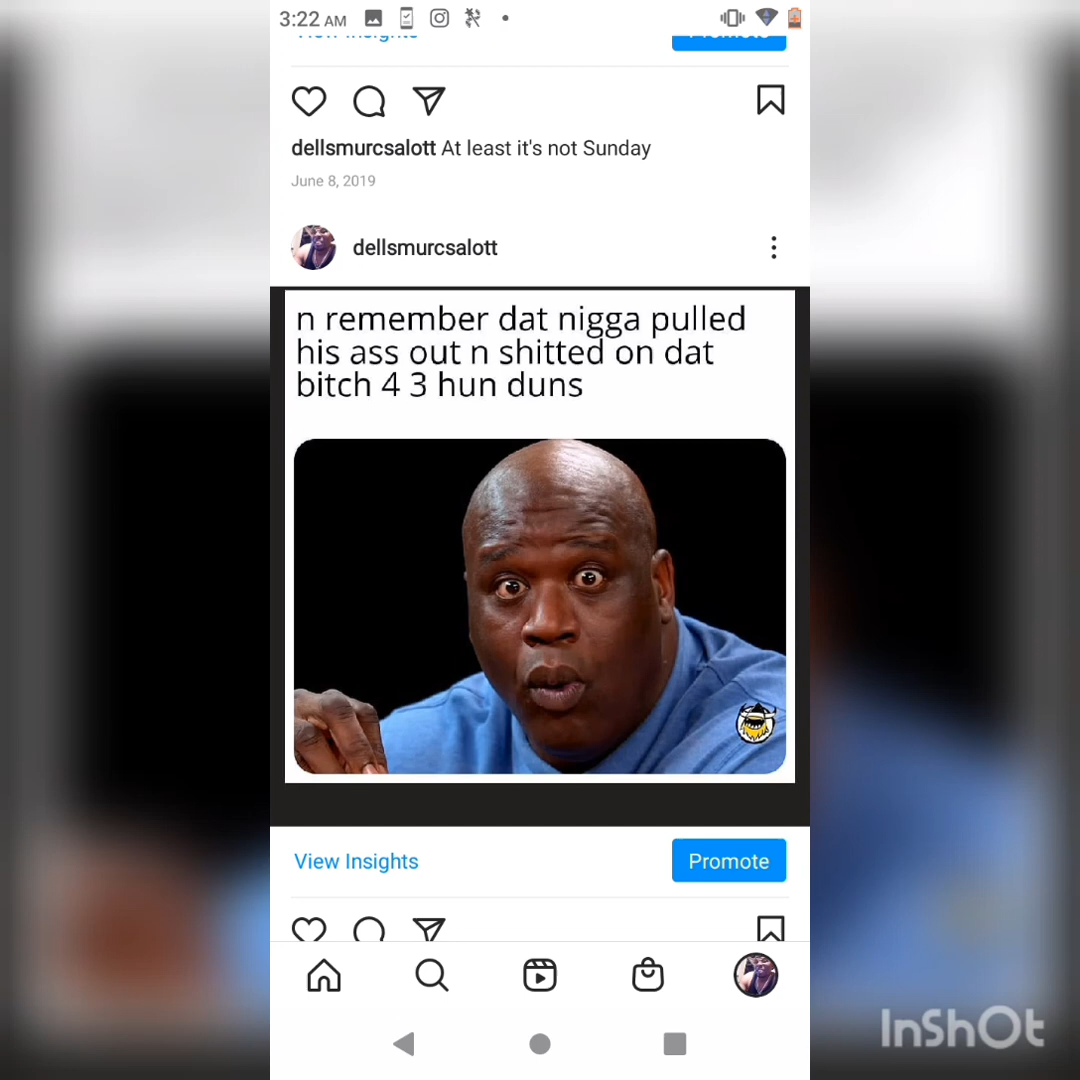 3:22 AM
dellsmurcsalott At least it's not Sunday
June 8, 2019
dellsmurcsalott
n remember dat nigga pulled
his ass out n shitted on dat
bitch 4 3 hun duns
View Insights
Promote
InShOt